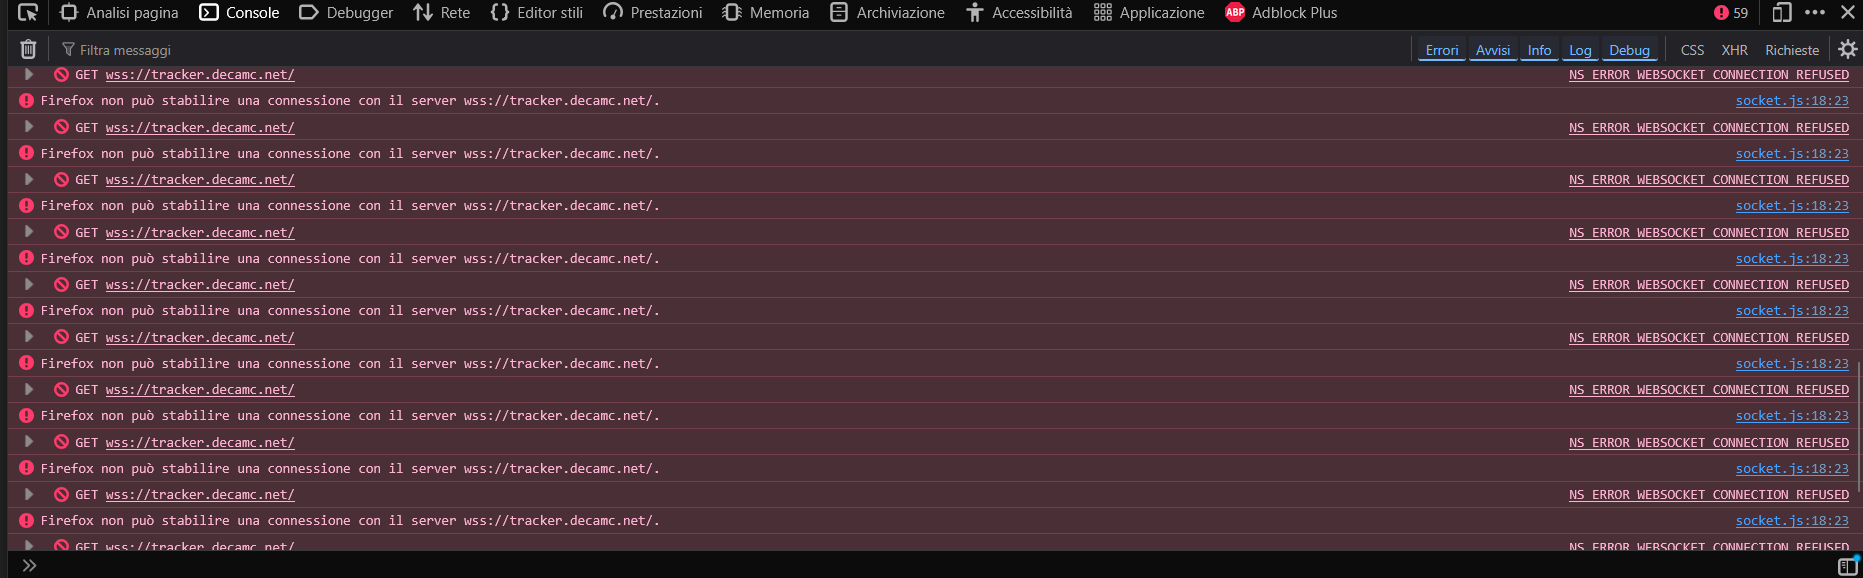 Analisi pagina Console Debugger Rete Editor stili Prestazioni Memoria Archiviazione Accessibilità Applicazione ABP Adblock Plus 59
Filtra messaggi Errori Avvisi Info Log Debug CSS XHR Richieste
GET wss://tracker.decamc.net/ NS_ERROR_WEBSOCKET_CONNECTION_REFUSED
Firefox non può stabilire una connessione con il server wss://tracker.decamc.net/. socket.js:18:23
GET wss://tracker.decamc.net/ NS_ERROR_WEBSOCKET_CONNECTION_REFUSED
Firefox non può stabilire una connessione con il server wss://tracker.decamc.net/. socket.js:18:23
GET wss://tracker.decamc.net/ NS_ERROR_WEBSOCKET_CONNECTION_REFUSED
Firefox non può stabilire una connessione con il server wss://tracker.decamc.net/. socket.js:18:23
GET wss://tracker.decamc.net/ NS_ERROR_WEBSOCKET_CONNECTION_REFUSED
Firefox non può stabilire una connessione con il server wss://tracker.decamc.net/. socket.js:18:23
GET wss://tracker.decamc.net/ NS_ERROR_WEBSOCKET_CONNECTION_REFUSED
Firefox non può stabilire una connessione con il server wss://tracker.decamc.net/. socket.js:18:23
GET wss://tracker.decamc.net/ NS_ERROR_WEBSOCKET_CONNECTION_REFUSED
Firefox non può stabilire una connessione con il server wss://tracker.decamc.net/. socket.js:18:23
GET wss://tracker.decamc.net/ NS_ERROR_WEBSOCKET_CONNECTION_REFUSED
Firefox non può stabilire una connessione con il server wss://tracker.decamc.net/. socket.js:18:23
GET wss://tracker.decamc.net/ NS_ERROR_WEBSOCKET_CONNECTION_REFUSED
Firefox non può stabilire una connessione con il server wss://tracker.decamc.net/. socket.js:18:23
GET wss://tracker.decamc.net/ NS_ERROR_WEBSOCKET_CONNECTION_REFUSED
Firefox non può stabilire una connessione con il server wss://tracker.decamc.net/. socket.js:18:23
GET wss://tracker.decamc.net/ NS_ERROR_WEBSOCKET_CONNECTION_REFUSED